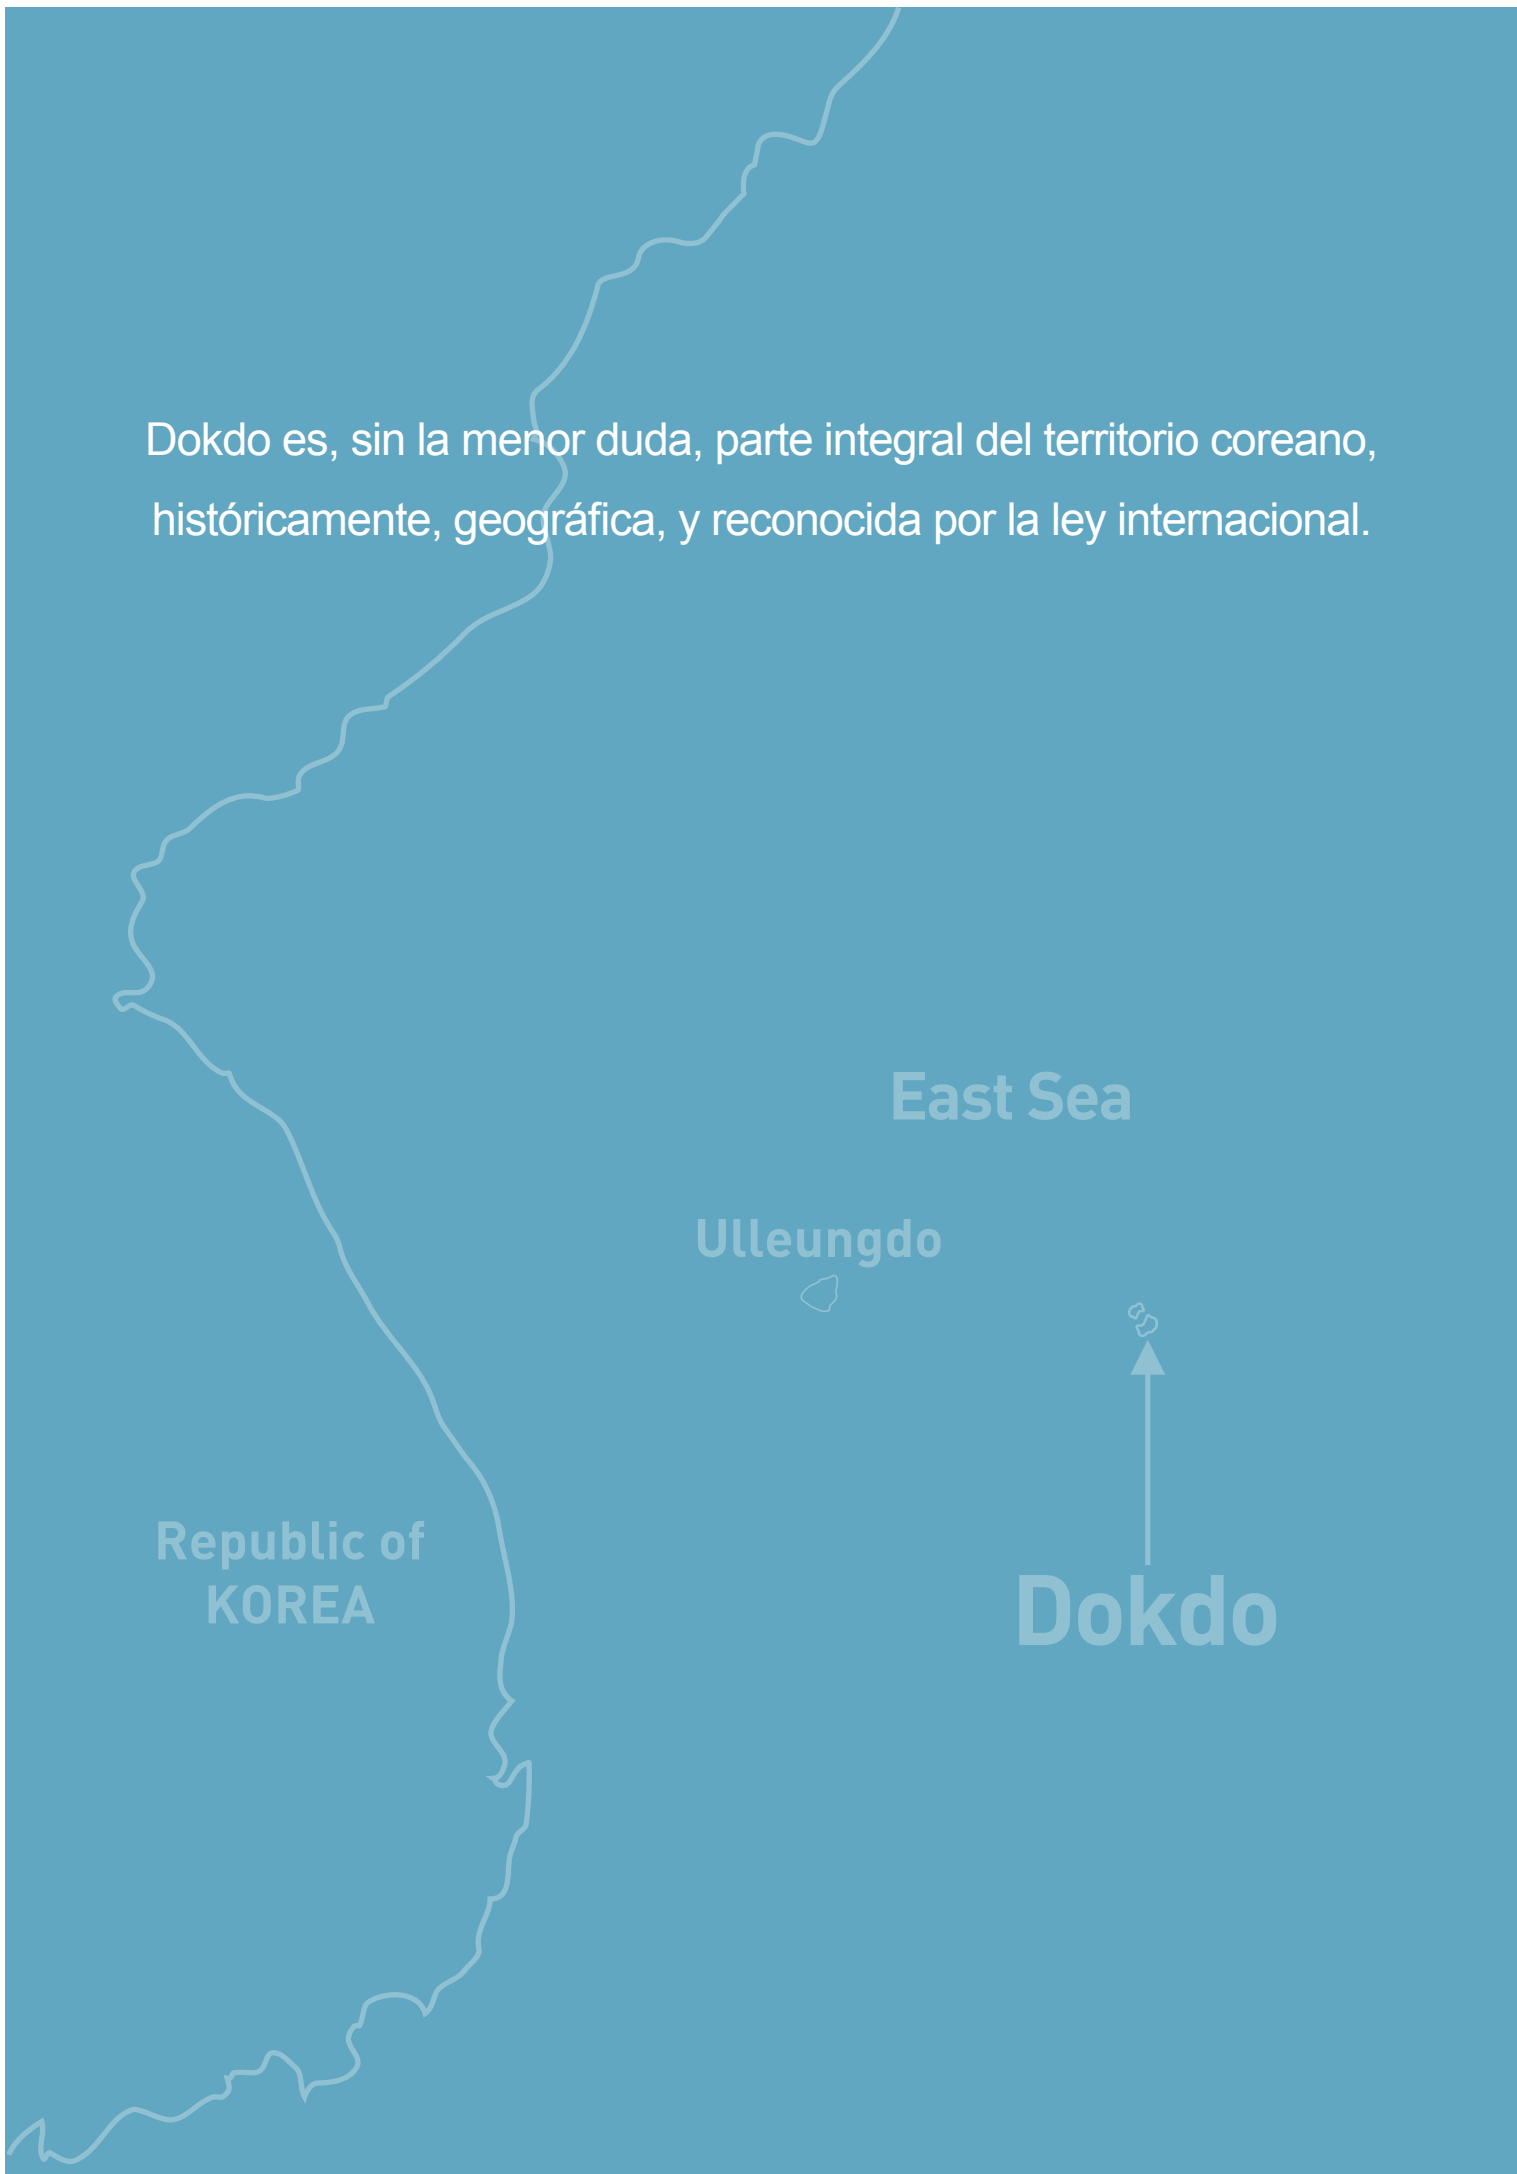 Dokdo es, sin la menor duda, parte integral del territorio coreano,
históricamente, geográfica, y reconocida por la ley internacional.
East Sea
Ulleungdo
Republic of
KOREA
Dokdo